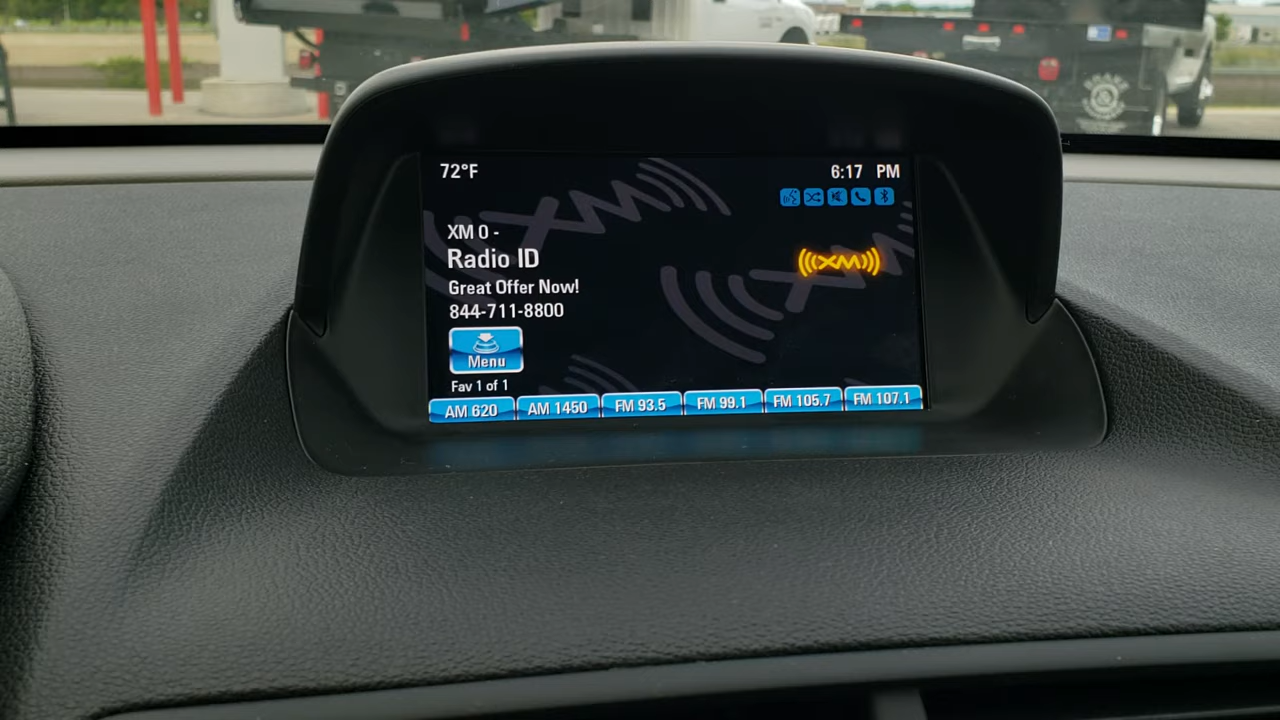 72°F
6:17 PM
XM 0 -
Radio ID
XM
Great Offer Now!
844-711-8800
Menu
Fav 1 of 1
AM 620
AM 1450
FM 93.5
FM 99.1
FM 105.7
FM 107.1